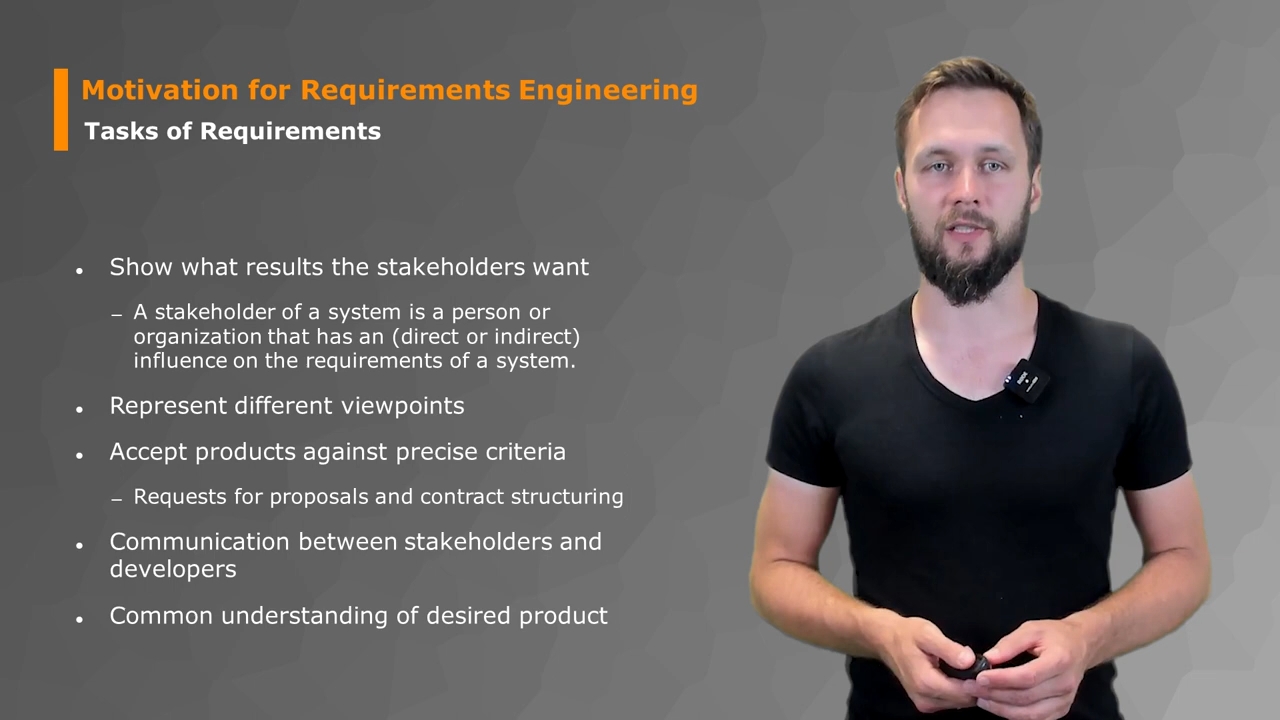 Motivation for Requirements Engineering
Tasks of Requirements
• Show what results the stakeholders want
– A stakeholder of a system is a person or
organization that has an (direct or indirect)
influence on the requirements of a system.
• Represent different viewpoints
• Accept products against precise criteria
– Requests for proposals and contract structuring
• Communication between stakeholders and
developers
• Common understanding of desired product